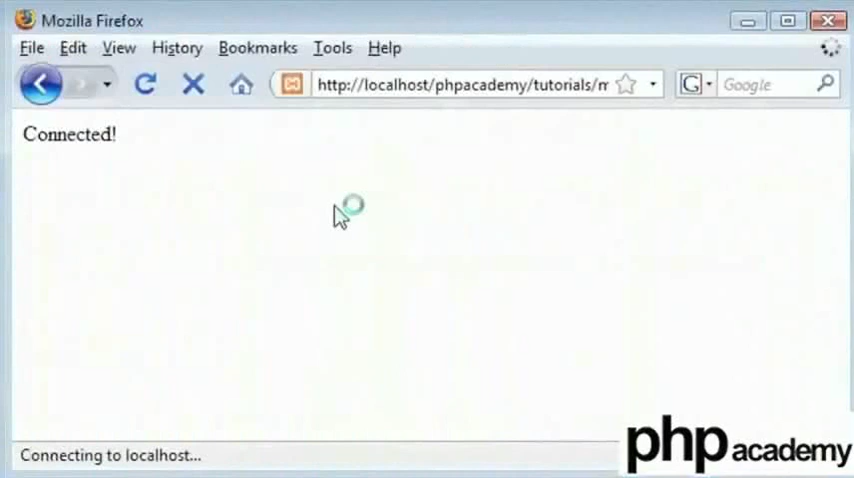 Mozilla Firefox
File Edit View History Bookmarks Tools Help
http://localhost/phpacademy/tutorials/m
G Google
Connected!
Connecting to localhost...
php academy